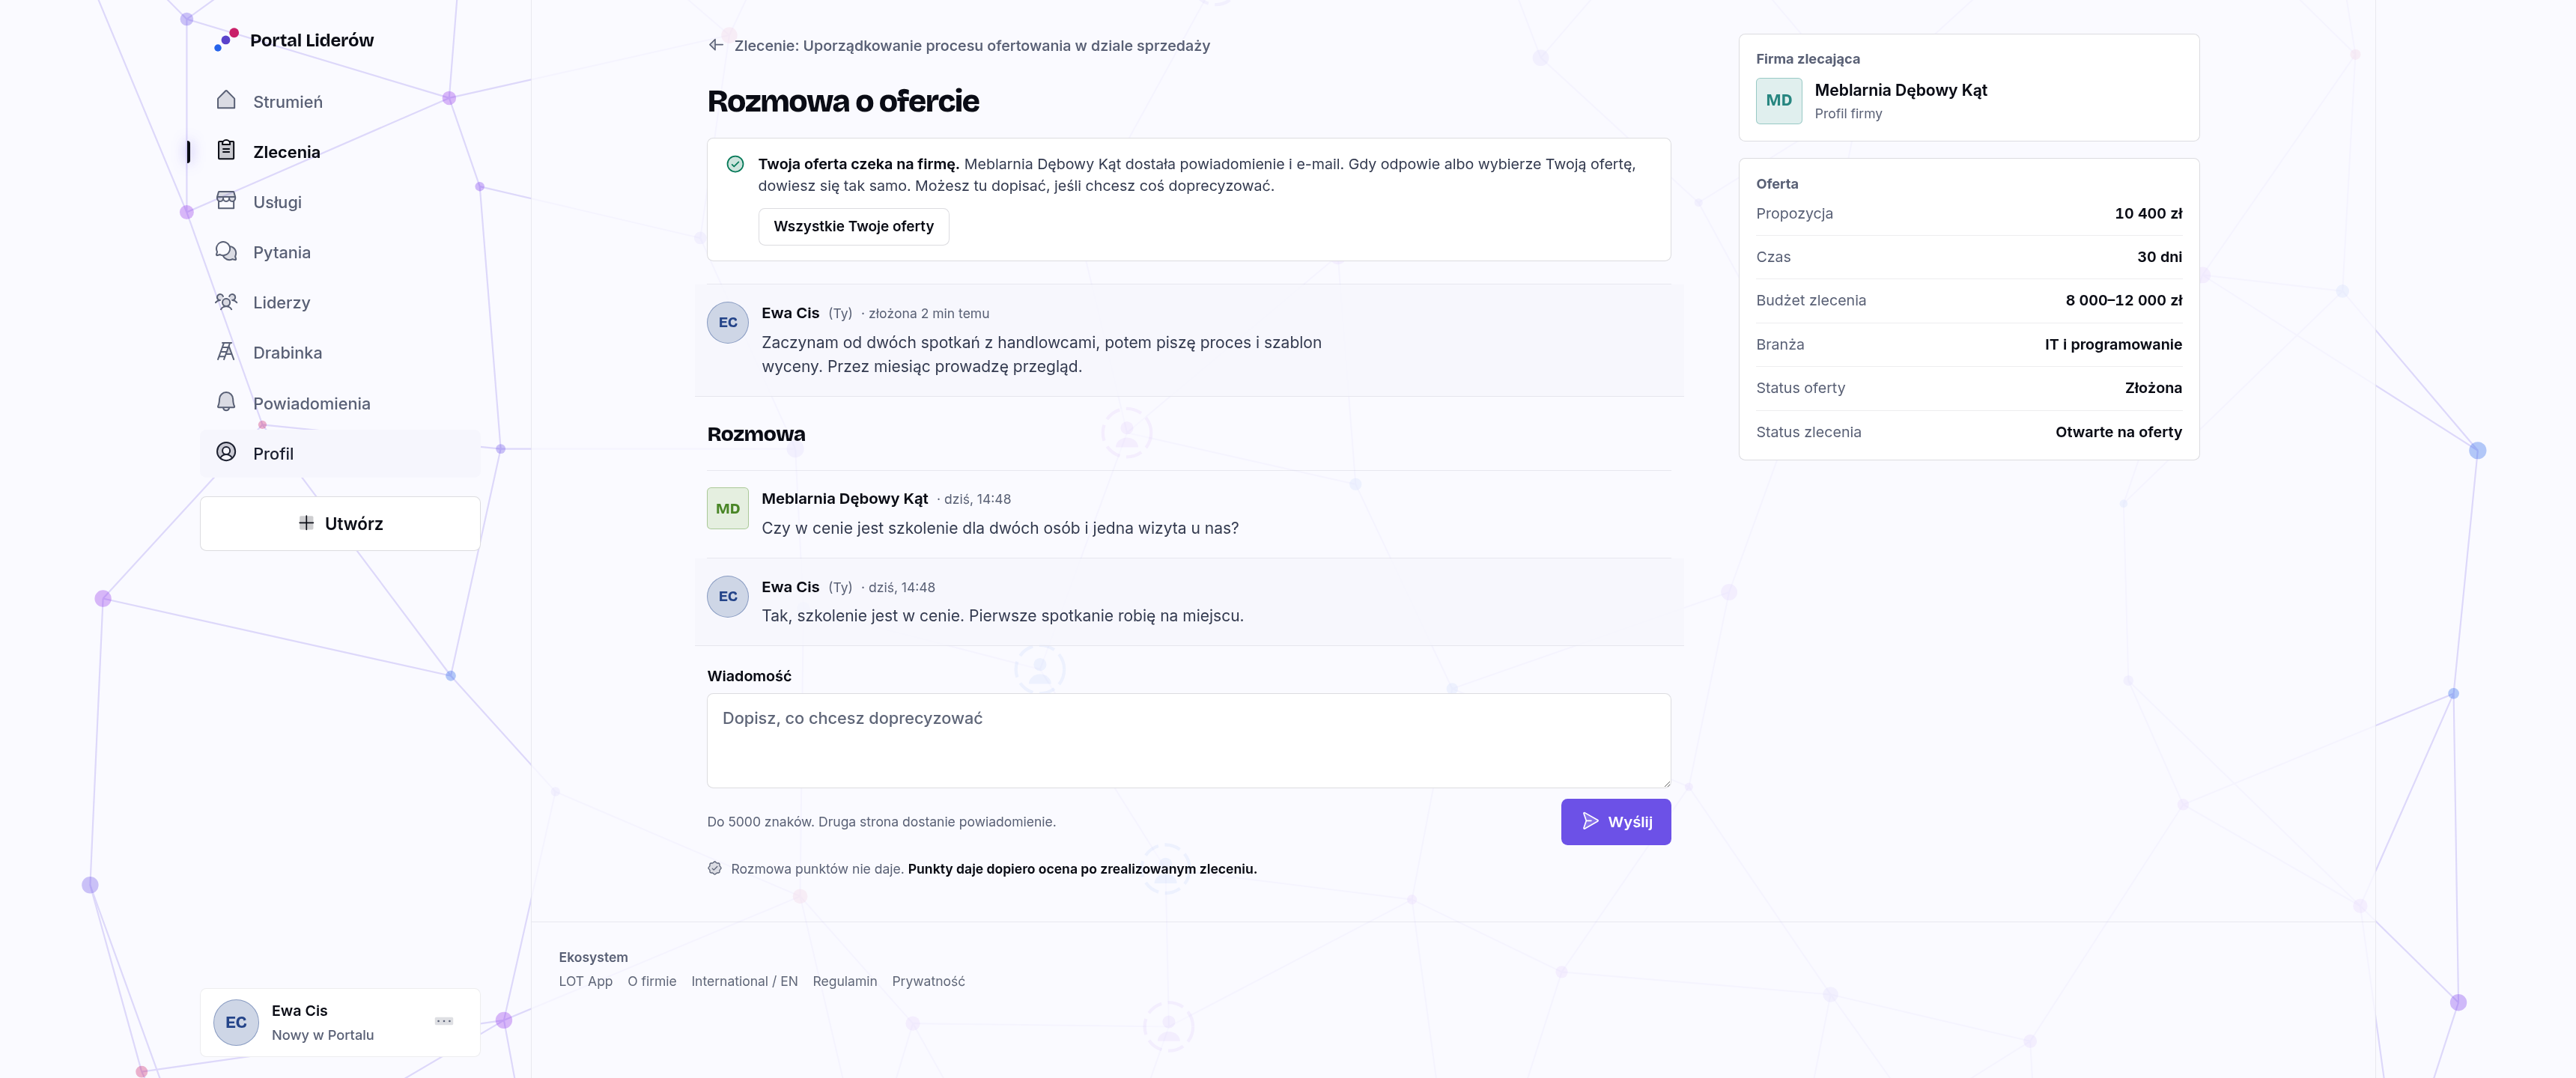 Portal Liderów
Strumień
Zlecenia
Usługi
Pytania
Liderzy
Drabinka
Powiadomienia
Profil
Utwórz
EC
Ewa Cis
Nowy w Portalu
Zlecenie: Uporządkowanie procesu ofertowania w dziale sprzedaży
Rozmowa o ofercie
Twoja oferta czeka na firmę. Meblarnia Dębowy Kąt dostała powiadomienie i e-mail. Gdy odpowie albo wybierze Twoją ofertę,
dowiesz się tak samo. Możesz tu dopisać, jeśli chcesz coś doprecyzować.
Wszystkie Twoje oferty
EC
Ewa Cis (Ty) · złożona 2 min temu
Zaczynam od dwóch spotkań z handlowcami, potem piszę proces i szablon
wyceny. Przez miesiąc prowadzę przegląd.
Rozmowa
MD
Meblarnia Dębowy Kąt · dziś, 14:48
Czy w cenie jest szkolenie dla dwóch osób i jedna wizyta u nas?
EC
Ewa Cis (Ty) · dziś, 14:48
Tak, szkolenie jest w cenie. Pierwsze spotkanie robię na miejscu.
Wiadomość
Dopisz, co chcesz doprecyzować
Do 5000 znaków. Druga strona dostanie powiadomienie.
Wyślij
Rozmowa punktów nie daje. Punkty daje dopiero ocena po zrealizowanym zleceniu.
Firma zlecająca
MD
Meblarnia Dębowy Kąt
Profil firmy
Oferta
Propozycja 10 400 zł
Czas 30 dni
Budżet zlecenia 8 000–12 000 zł
Branża IT i programowanie
Status oferty Złożona
Status zlecenia Otwarte na oferty
Ekosystem
LOT App O firmie International / EN Regulamin Prywatność